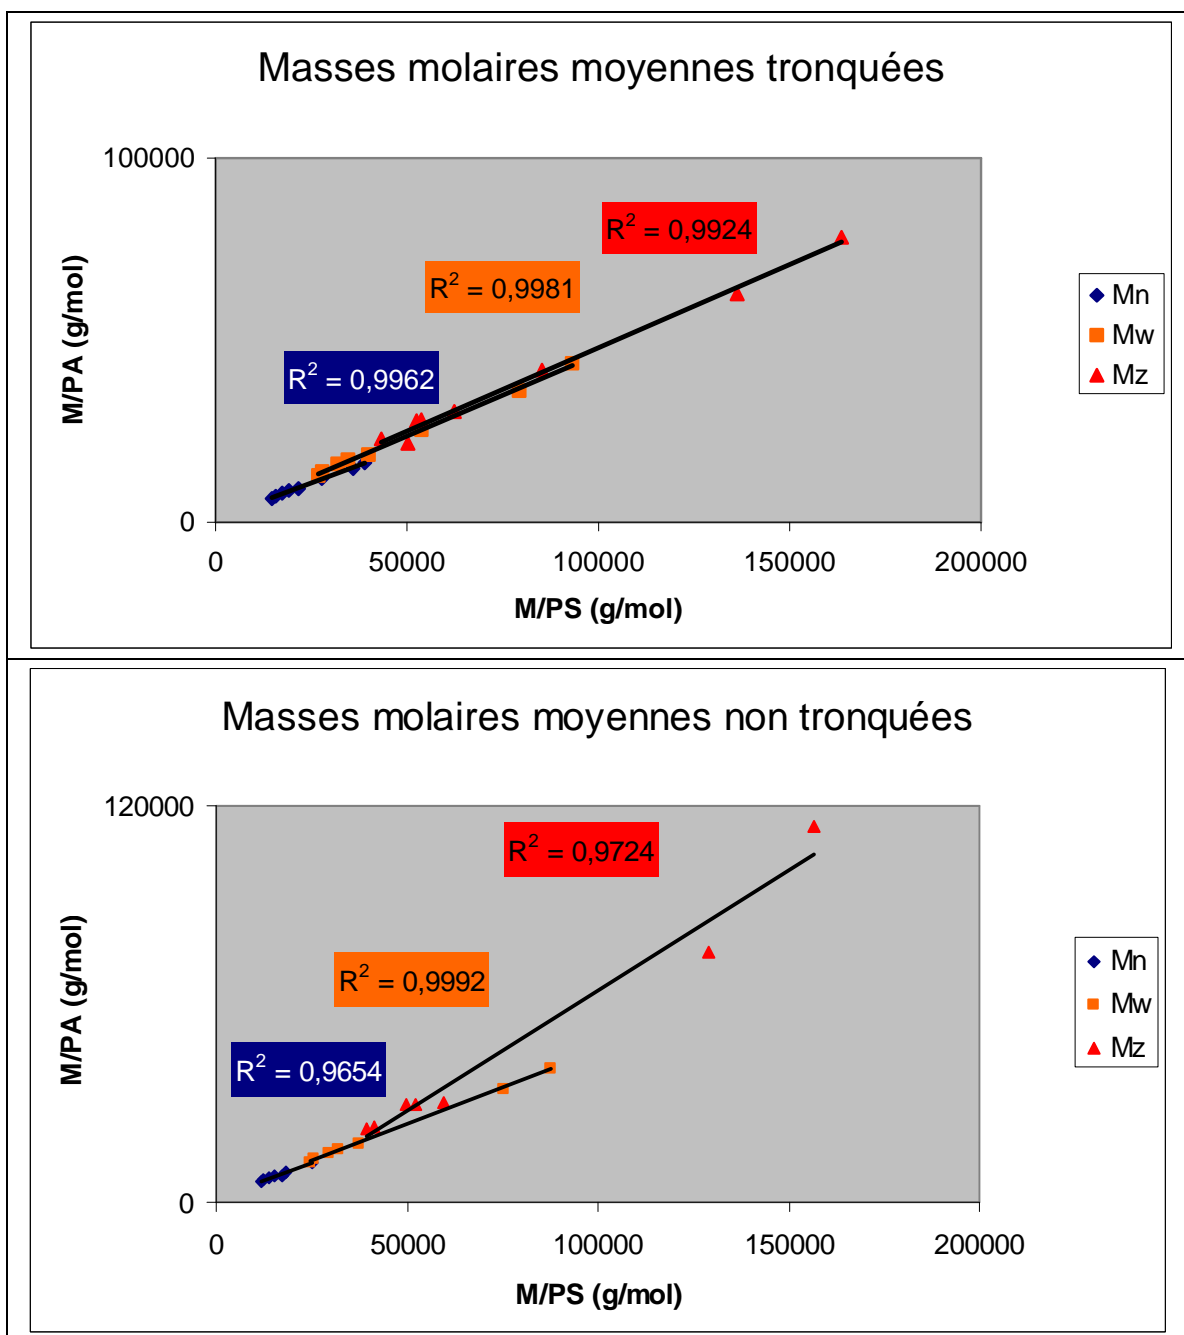 Masses molaires moyennes tronquées
100000
R² = 0,9924
R² = 0,9981
R² = 0,9962
M/PA (g/mol)
Mn
Mw
Mz
0
0 50000 100000 150000 200000
M/PS (g/mol)
Masses molaires moyennes non tronquées
120000
R² = 0,9724
R² = 0,9992
R² = 0,9654
M/PA (g/mol)
Mn
Mw
Mz
0
0 50000 100000 150000 200000
M/PS (g/mol)